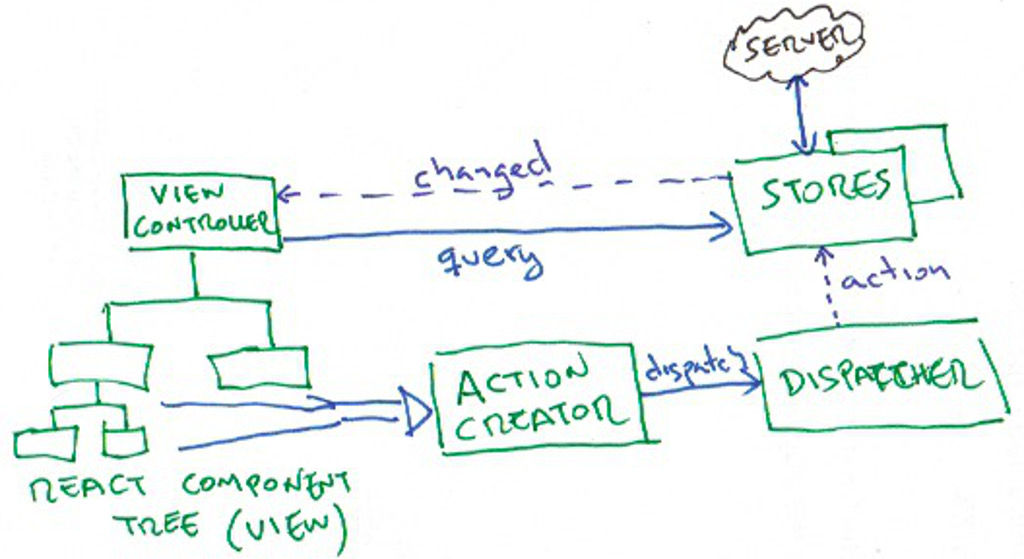 SERVER
changed
VIEW
CONTROLLER
STORES
query
action
dispatch
ACTION
CREATOR
DISPATCHER
REACT COMPONENT
TREE (VIEW)